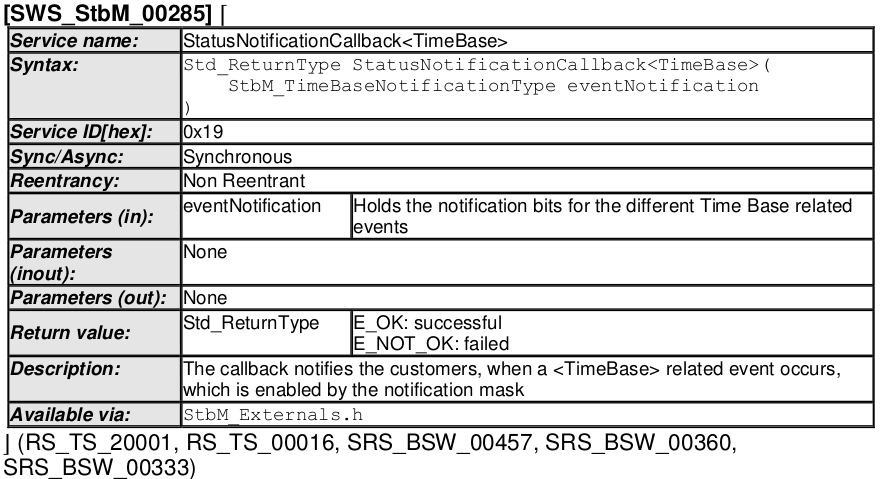 [SWS_StbM_00285] ⌈
Service name: StatusNotificationCallback<TimeBase>
Syntax: Std_ReturnType StatusNotificationCallback<TimeBase>(
StbM_TimeBaseNotificationType eventNotification
)
Service ID[hex]: 0x19
Sync/Async: Synchronous
Reentrancy: Non Reentrant
Parameters (in): eventNotification Holds the notification bits for the different Time Base related
events
Parameters None
(inout):
Parameters (out): None
Return value: Std_ReturnType E_OK: successful
E_NOT_OK: failed
Description: The callback notifies the customers, when a <TimeBase> related event occurs,
which is enabled by the notification mask
Available via: StbM_Externals.h
⌋ (RS_TS_20001, RS_TS_00016, SRS_BSW_00457, SRS_BSW_00360,
SRS_BSW_00333)